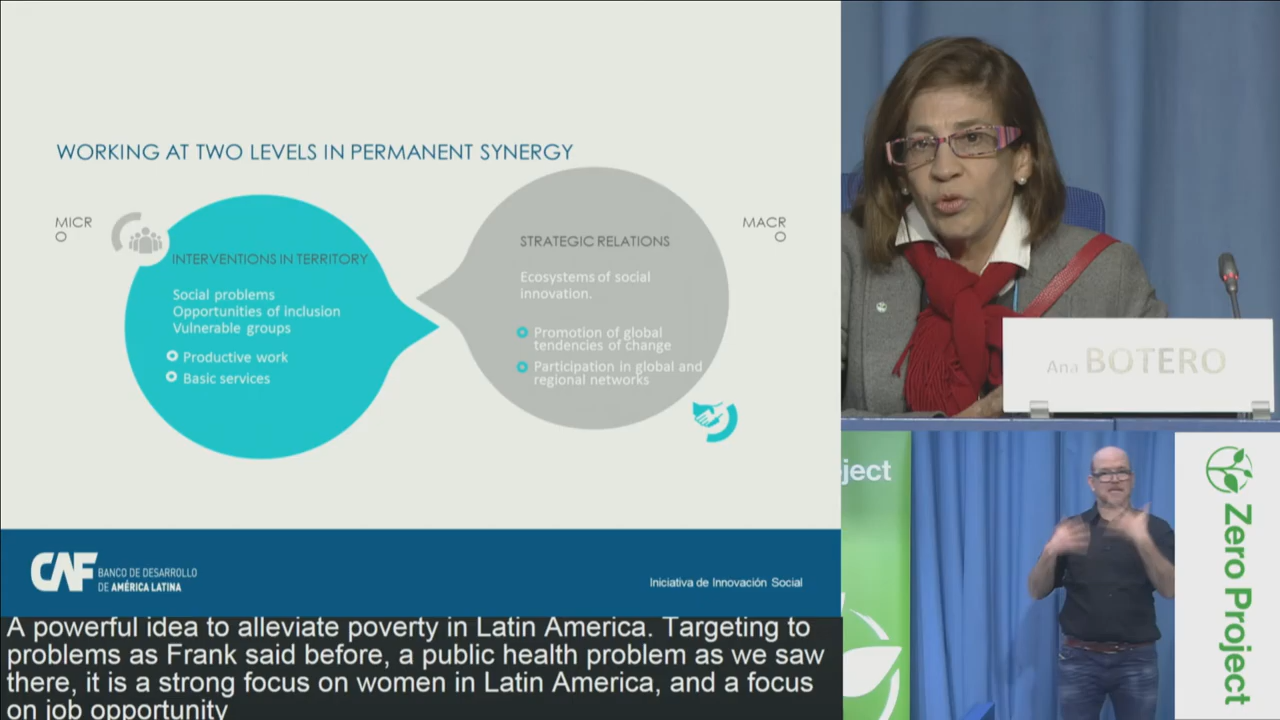 WORKING AT TWO LEVELS IN PERMANENT SYNERGY
MICR
O
INTERVENTIONS IN TERRITORY
Social problems
Opportunities of inclusion
Vulnerable groups
Productive work
Basic services
STRATEGIC RELATIONS
Ecosystems of social
innovation.
Promotion of global
tendencies of change
Participation in global and
regional networks
MACR
O
CAF BANCO DE DESARROLLO
DE AMÉRICA LATINA
Iniciativa de Innovación Social
A powerful idea to alleviate poverty in Latin America. Targeting to
problems as Frank said before, a public health problem as we saw
there, it is a strong focus on women in Latin America, and a focus
on job opportunity
Ana BOTERO
ject
Zero Project